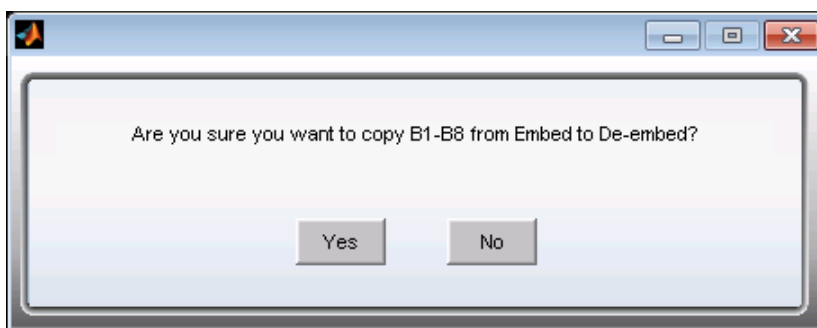 Are you sure you want to copy B1-B8 from Embed to De-embed?
Yes
No